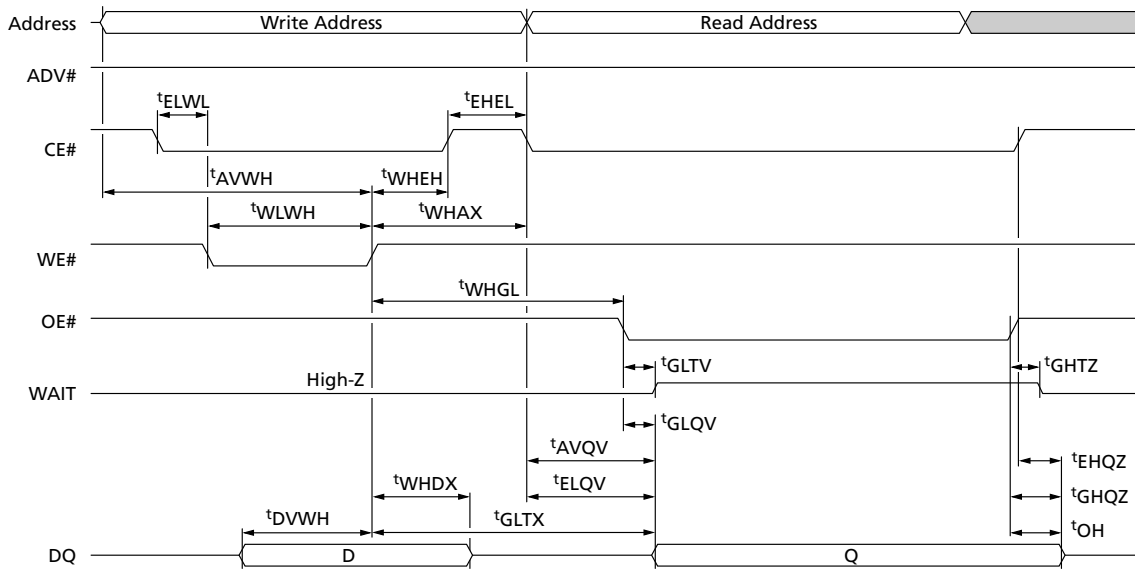 Address Write Address Read Address
ADV#
tELWL tEHEL
CE#
tAVWH tWHEH
tWLWH tWHAX
WE#
tWHGL
OE#
tGLTV tGHTZ
High-Z
WAIT
tGLQV
tAVQV tEHQZ
tWHDX tELQV tGHQZ
tDVWH tGLTX tOH
DQ D Q